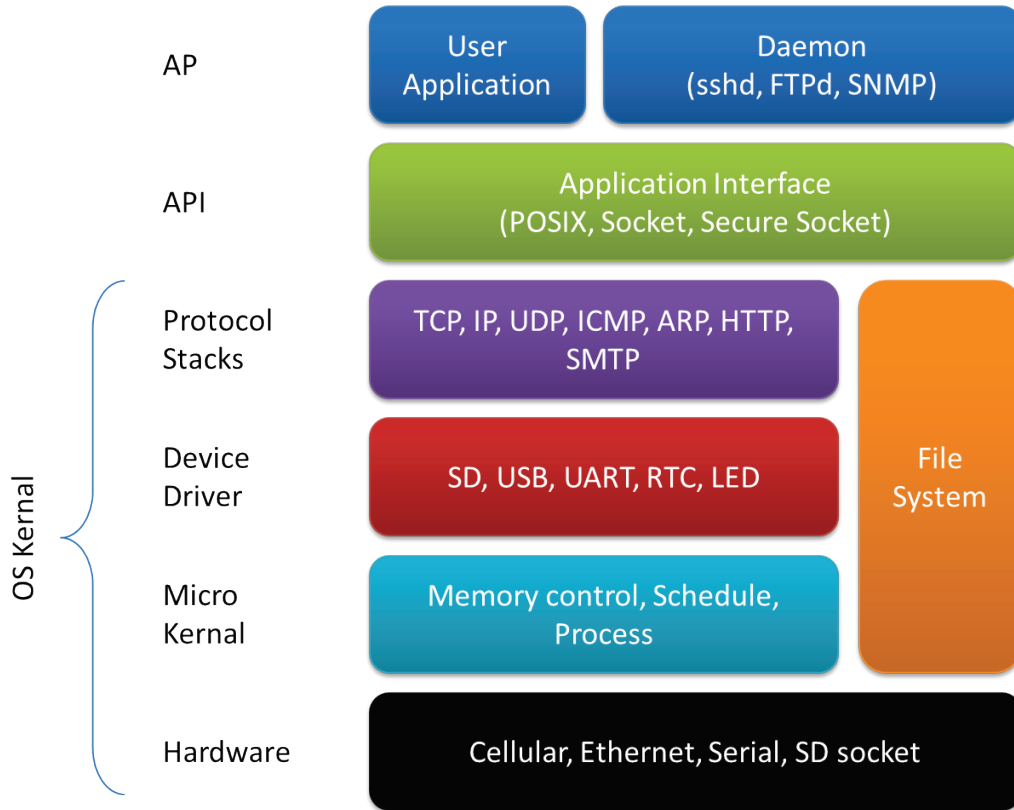 AP
User
Application
Daemon
(sshd, FTPd, SNMP)
API
Application Interface
(POSIX, Socket, Secure Socket)
OS Kernal
Protocol
Stacks
TCP, IP, UDP, ICMP, ARP, HTTP,
SMTP
File
System
Device
Driver
SD, USB, UART, RTC, LED
Micro
Kernal
Memory control, Schedule,
Process
Hardware
Cellular, Ethernet, Serial, SD socket